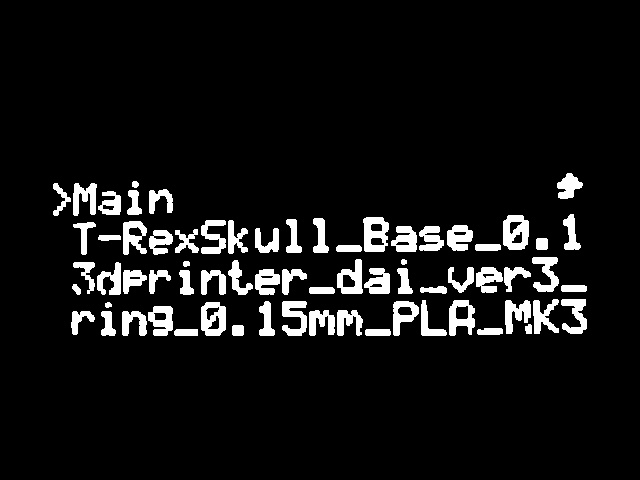 >Main
T-RexSkull_Base_0.1
3dprinter_dai_ver3_
ring_0.15mm_PLA_MK3